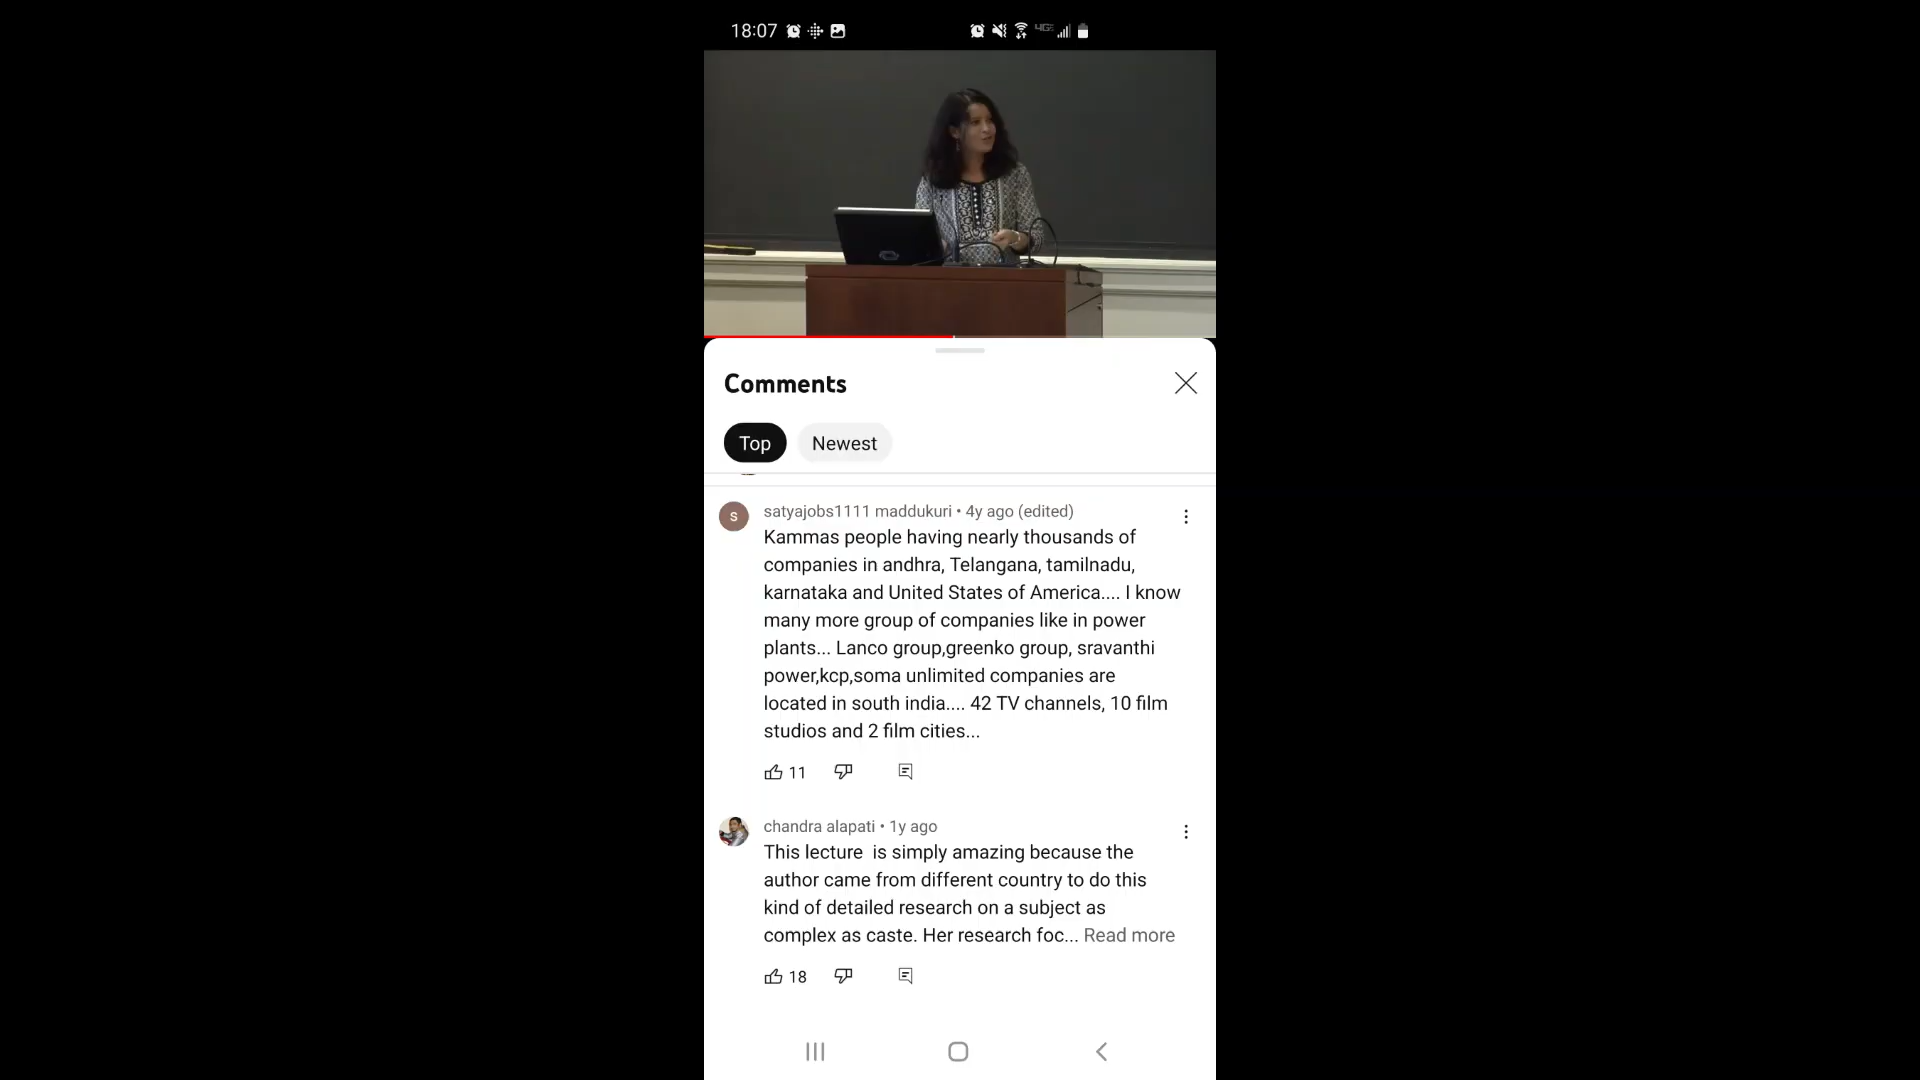 18:07
Comments
Top
Newest
S
satyajobs1111 maddukuri • 4y ago (edited)
Kammas people having nearly thousands of
companies in andhra, Telangana, tamilnadu,
karnataka and United States of America.... I know
many more group of companies like in power
plants... Lanco group,greenko group, sravanthi
power,kcp,soma unlimited companies are
located in south india.... 42 TV channels, 10 film
studios and 2 film cities...
11
chandra alapati • 1y ago
This lecture  is simply amazing because the
author came from different country to do this
kind of detailed research on a subject as
complex as caste. Her research foc... Read more
18